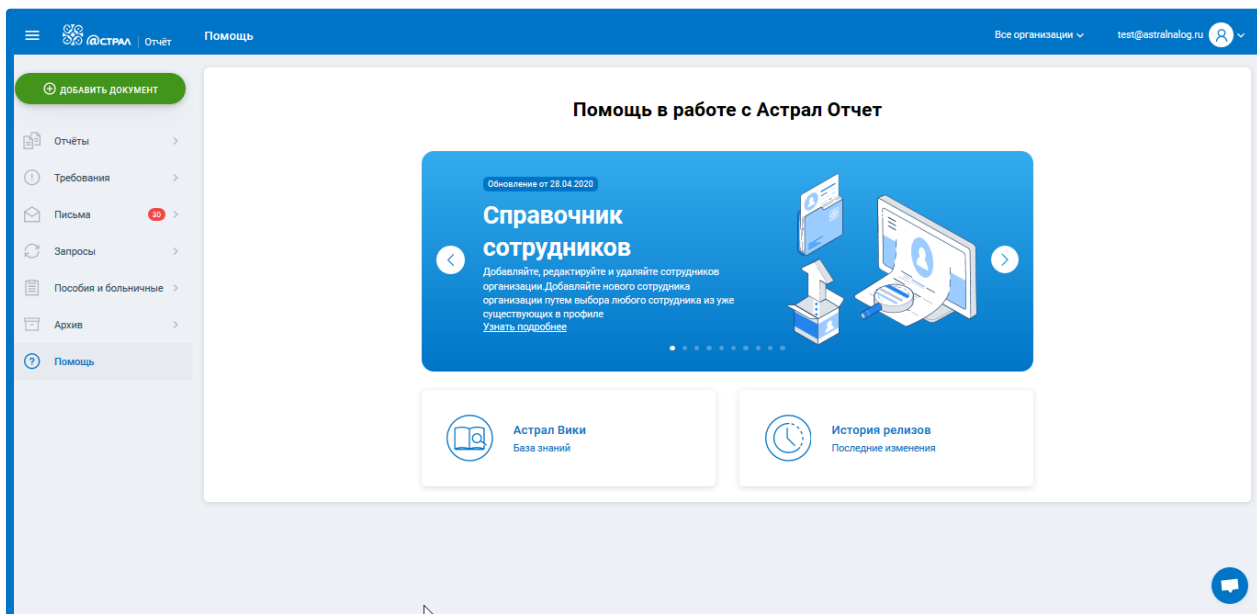 @СТРАЛ | Отчёт
Помощь
Все организации
test@astralnalog.ru
ДОБАВИТЬ ДОКУМЕНТ
Отчёты
Требования
Письма 30
Запросы
Пособия и больничные
Архив
Помощь
Помощь в работе с Астрал Отчет
Обновление от 28.04.2020
Справочник
сотрудников
Добавляйте, редактируйте и удаляйте сотрудников
организации.Добавляйте нового сотрудника
организации путем выбора любого сотрудника из уже
существующих в профиле
Узнать подробнее
Астрал Вики
База знаний
История релизов
Последние изменения